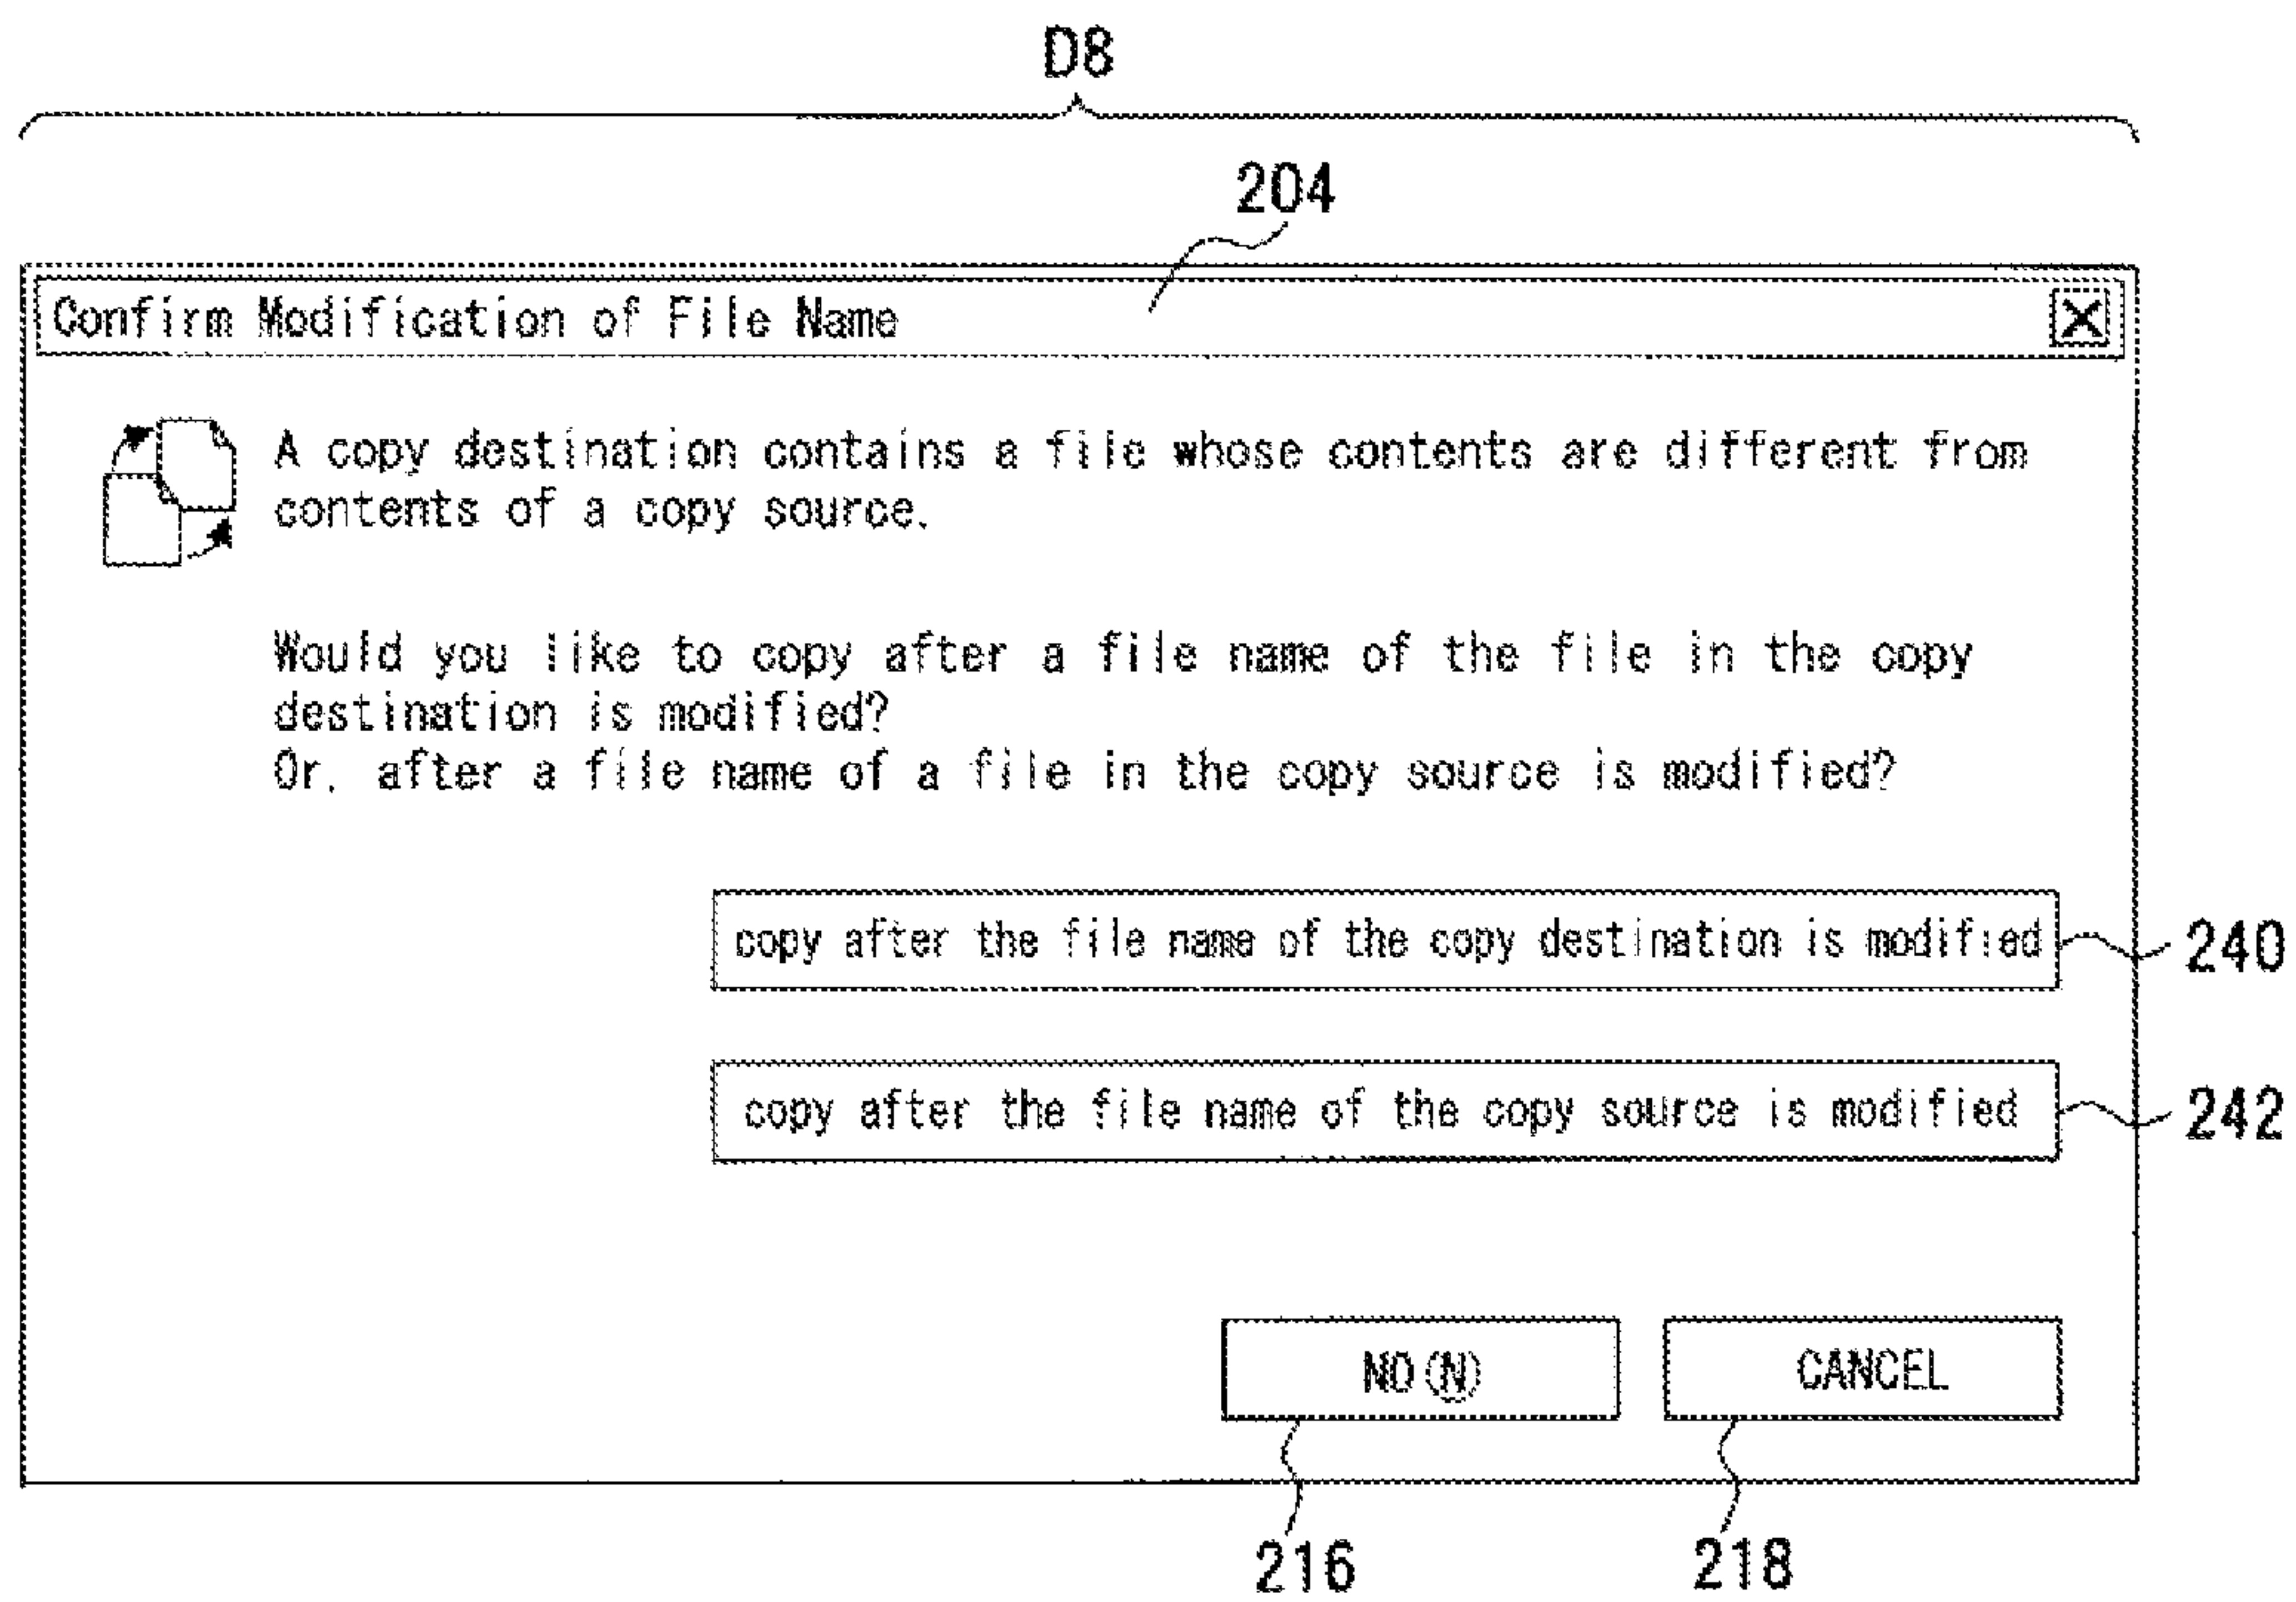 D8
204
Confirm Modification of File Name
A copy destination contains a file whose contents are different from
contents of a copy source.
Would you like to copy after a file name of the file in the copy
destination is modified?
Or, after a file name of a file in the copy source is modified?
copy after the file name of the copy destination is modified
240
copy after the file name of the copy source is modified
242
NO(N)
CANCEL
216
218